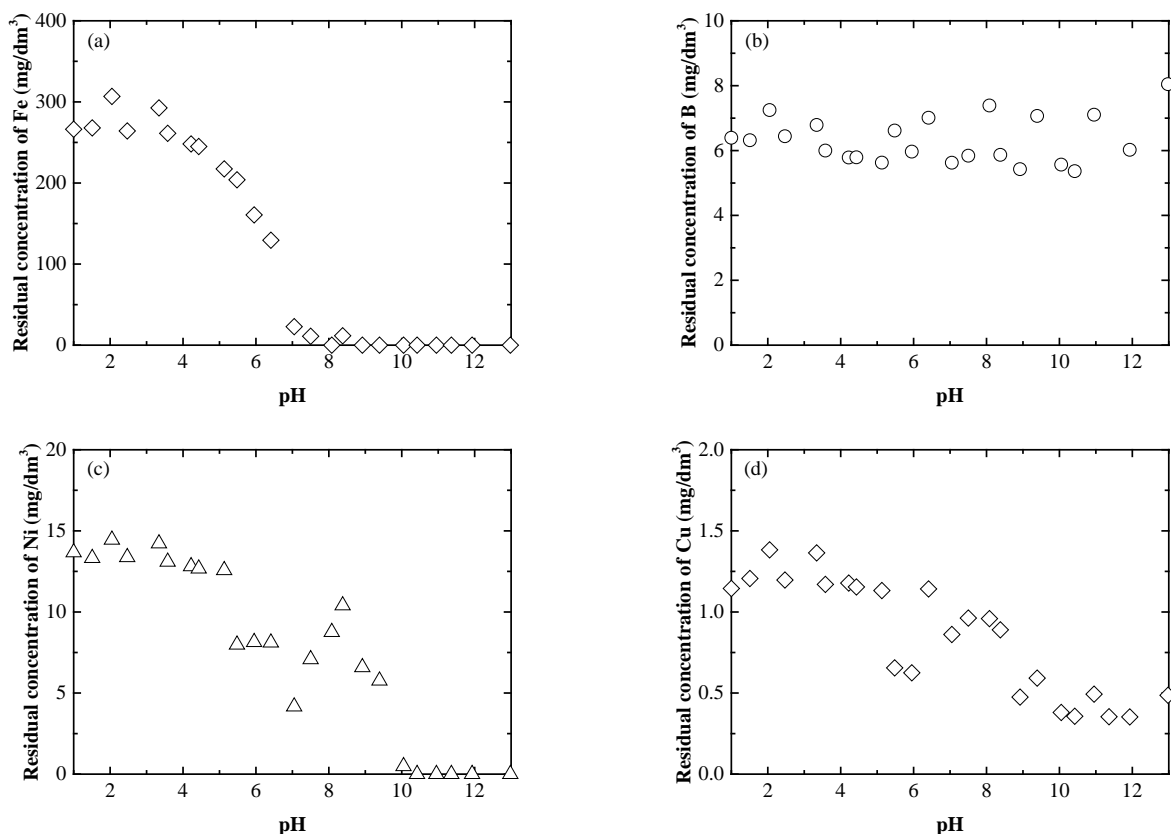 (a)
Residual concentration of Fe (mg/dm³)
400
300
200
100
0
2 4 6 8 10 12
pH
(b)
Residual concentration of B (mg/dm³)
10
8
6
4
2
0
2 4 6 8 10 12
pH
(c)
Residual concentration of Ni (mg/dm³)
20
15
10
5
0
2 4 6 8 10 12
pH
(d)
Residual concentration of Cu (mg/dm³)
2.0
1.5
1.0
0.5
0.0
2 4 6 8 10 12
pH